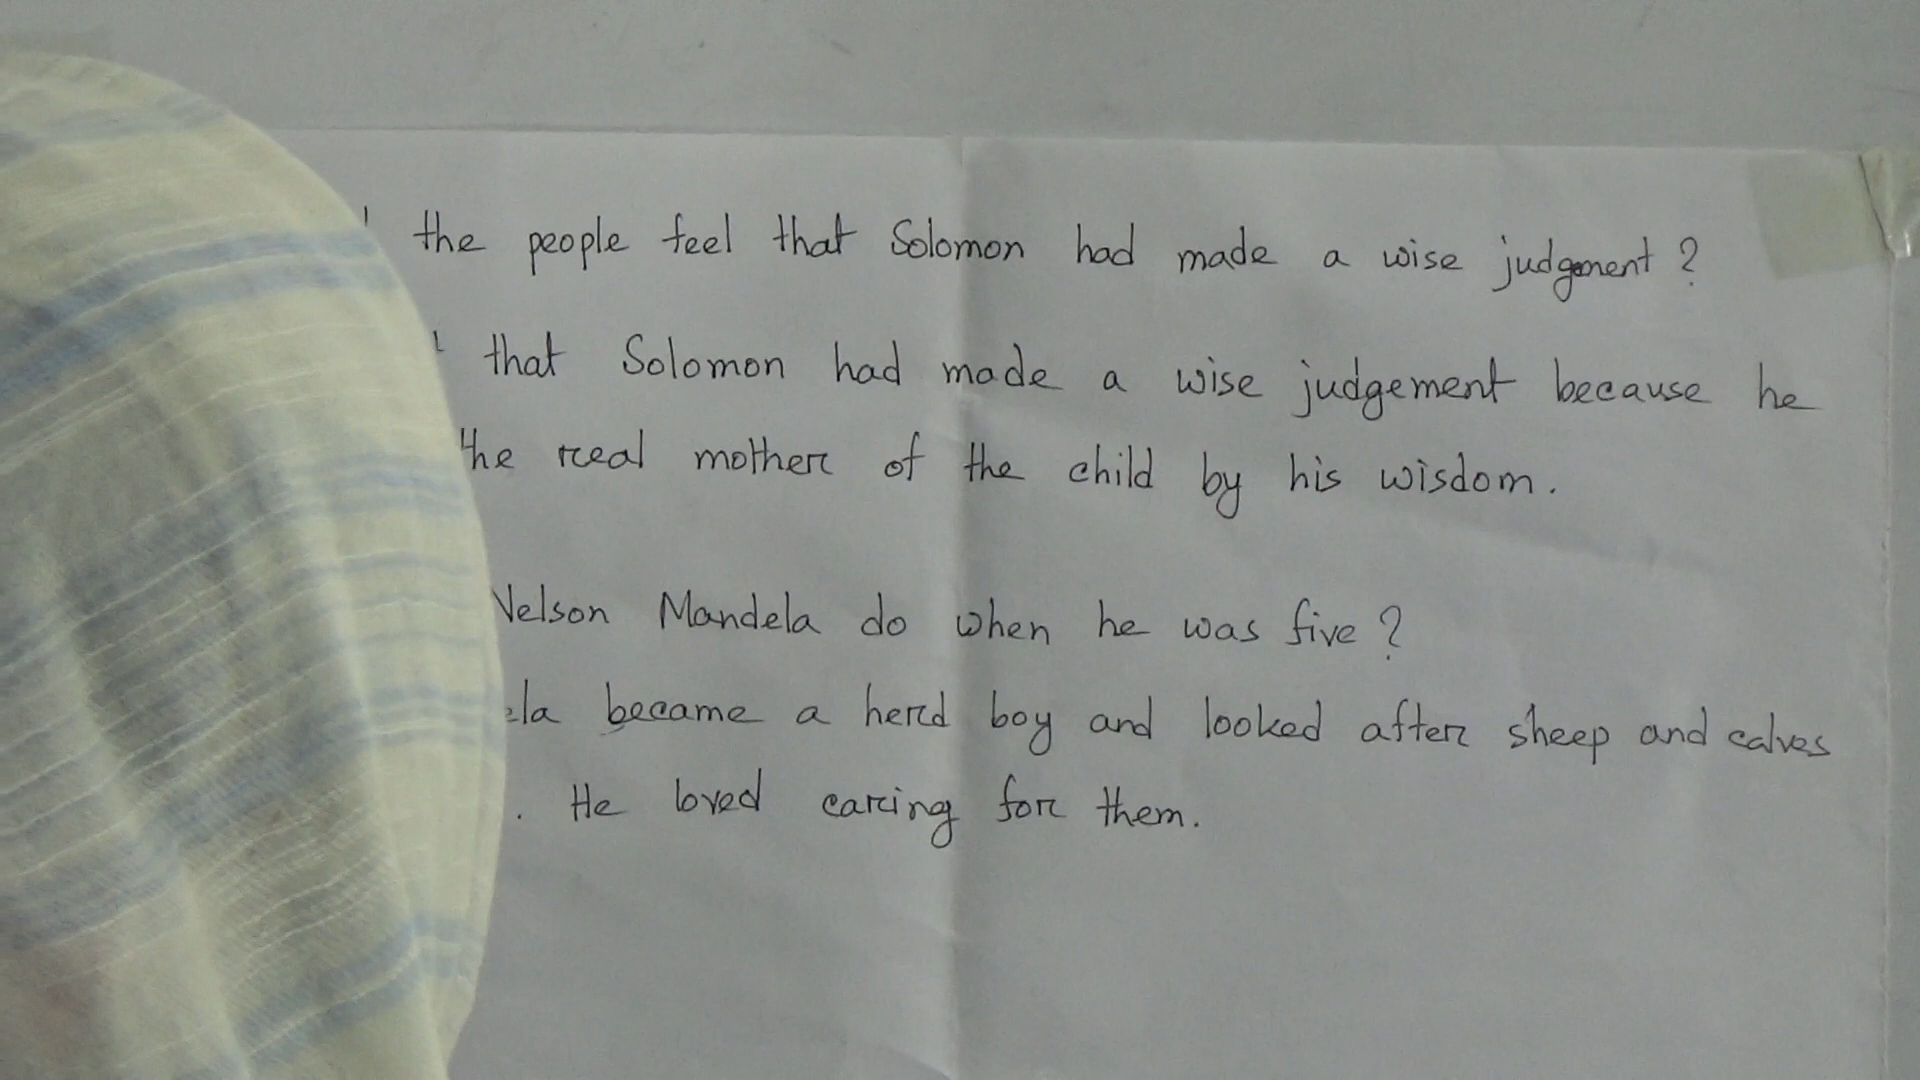 the people feel that Solomon had made a wise judgment ?
that Solomon had made a wise judgement because he
the real mother of the child by his wisdom.
Nelson Mandela do when he was five ?
became a herd boy and looked after sheep and calves
. He loved caring for them.